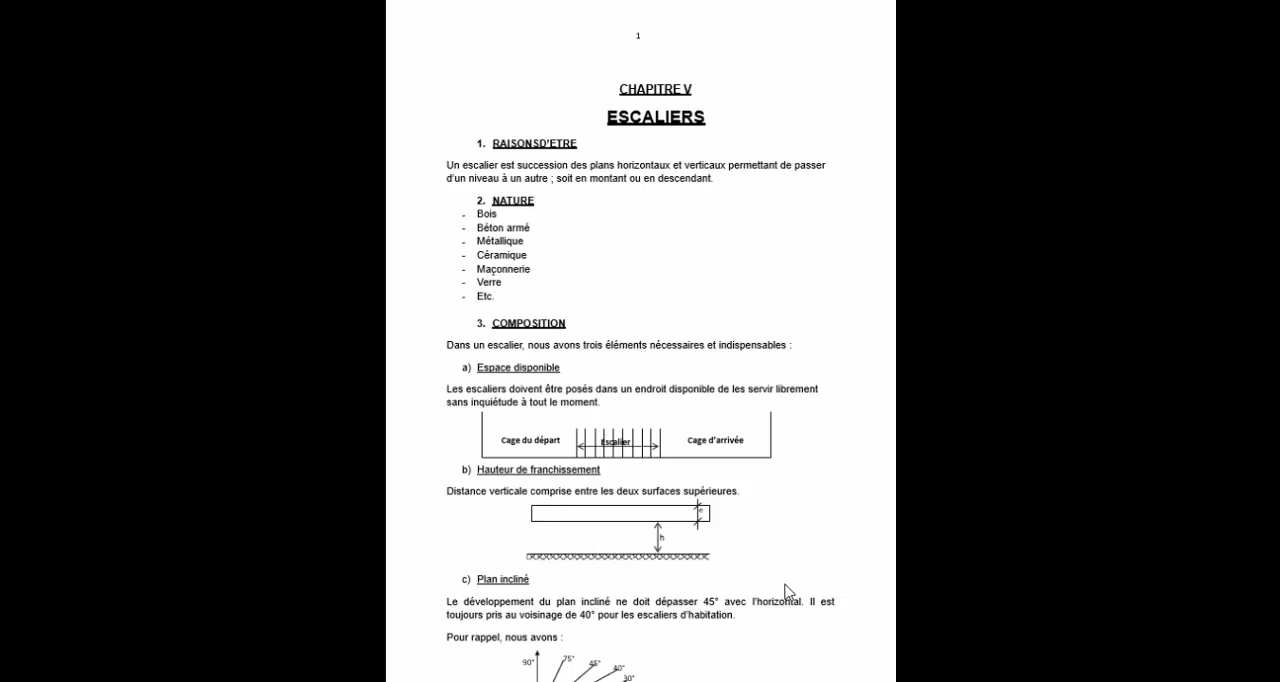 1
CHAPITRE V
ESCALIERS
1. RAISONSD'ETRE
Un escalier est succession des plans horizontaux et verticaux permettant de passer
d'un niveau à un autre ; soit en montant ou en descendant.
2. NATURE
- Bois
- Béton armé
- Métallique
- Céramique
- Maçonnerie
- Verre
- Etc.
3. COMPOSITION
Dans un escalier, nous avons trois éléments nécessaires et indispensables :
a) Espace disponible
Les escaliers doivent être posés dans un endroit disponible de les servir librement
sans inquiétude à tout le moment.
Cage du départ Escalier Cage d'arrivée
b) Hauteur de franchissement
Distance verticale comprise entre les deux surfaces supérieures.
e
h
c) Plan incliné
Le développement du plan incliné ne doit dépasser 45° avec l'horizontal. Il est
toujours pris au voisinage de 40° pour les escaliers d'habitation.
Pour rappel, nous avons :
90° 75° 45° 40°
30°